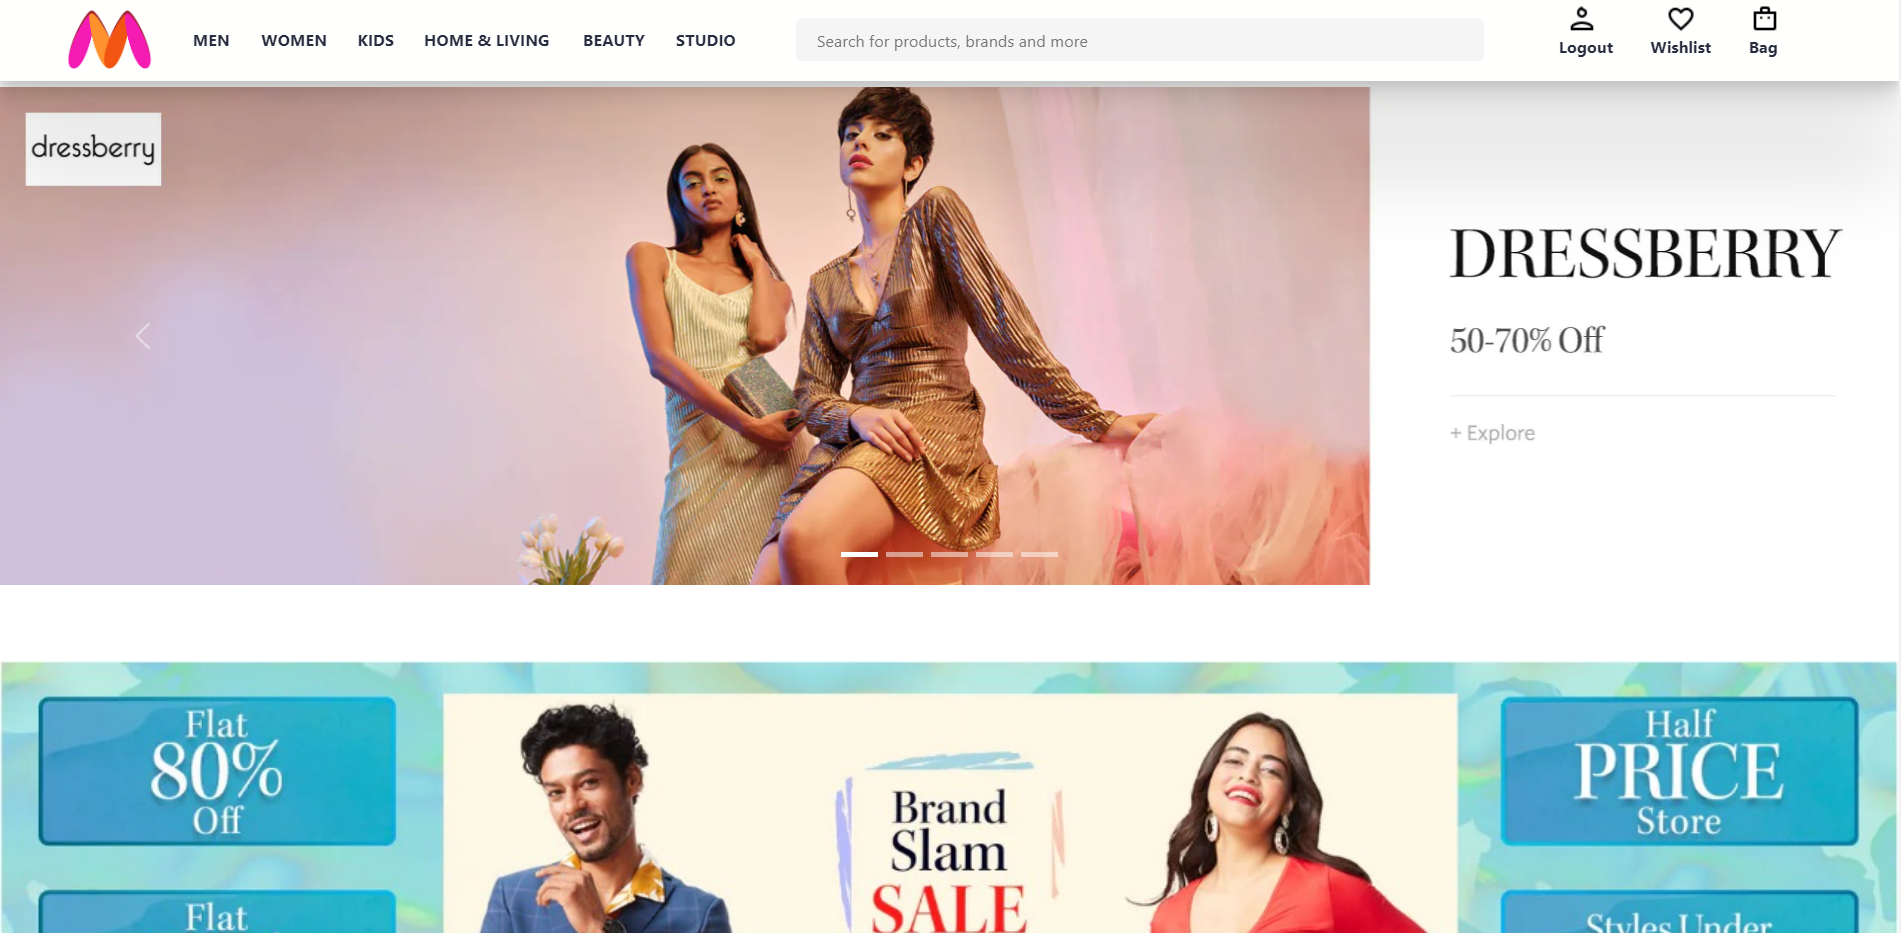 MEN WOMEN KIDS HOME & LIVING BEAUTY STUDIO Search for products, brands and more Logout Wishlist Bag
dressberry
DRESSBERRY
50-70% Off
+ Explore
Flat
80%
Off
Brand
Slam
SALE
Half
PRICE
Store
Flat
Styles Under